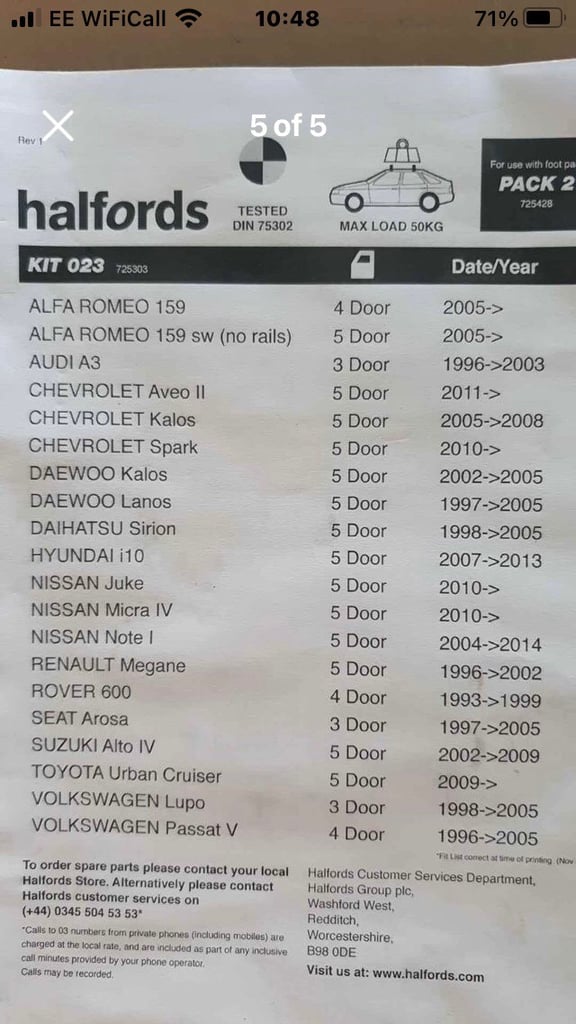 EE WiFiCall 10:48 71%
5 of 5
Rev 1
halfords
TESTED
DIN 75302
MAX LOAD 50KG
For use with foot
PACK 2
725428
KIT 023 725303 Date/Year
ALFA ROMEO 159 4 Door 2005->
ALFA ROMEO 159 sw (no rails) 5 Door 2005->
AUDI A3 3 Door 1996->2003
CHEVROLET Aveo II 5 Door 2011->
CHEVROLET Kalos 5 Door 2005->2008
CHEVROLET Spark 5 Door 2010->
DAEWOO Kalos 5 Door 2002->2005
DAEWOO Lanos 5 Door 1997->2005
DAIHATSU Sirion 5 Door 1998->2005
HYUNDAI i10 5 Door 2007->2013
NISSAN Juke 5 Door 2010->
NISSAN Micra IV 5 Door 2010->
NISSAN Note I 5 Door 2004->2014
RENAULT Megane 5 Door 1996->2002
ROVER 600 4 Door 1993->1999
SEAT Arosa 3 Door 1997->2005
SUZUKI Alto IV 5 Door 2002->2009
TOYOTA Urban Cruiser 5 Door 2009->
VOLKSWAGEN Lupo 3 Door 1998->2005
VOLKSWAGEN Passat V 4 Door 1996->2005
*Fit List correct at time of printing. (Nov
To order spare parts please contact your local
Halfords Store. Alternatively please contact
Halfords customer services on
(+44) 0345 504 53 53*
*Calls to 03 numbers from private phones (including mobiles) are
charged at the local rate, and are included as part of any inclusive
call minutes provided by your phone operator.
Calls may be recorded.
Halfords Customer Services Department,
Halfords Group plc,
Washford West,
Redditch,
Worcestershire,
B98 0DE
Visit us at: www.halfords.com